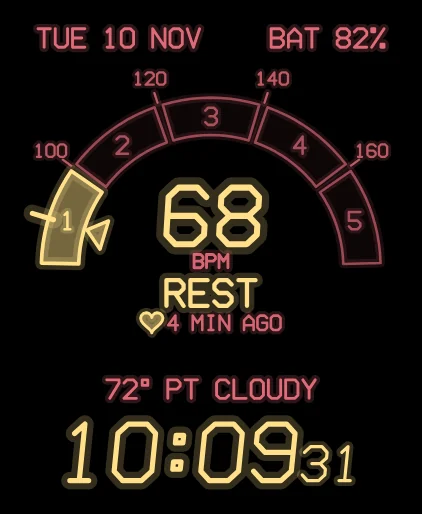 TUE 10 NOV BAT 82%
120 140
100 160
1 2 3 4 5
68
BPM
REST
4 MIN AGO
72° PT CLOUDY
10:09 31